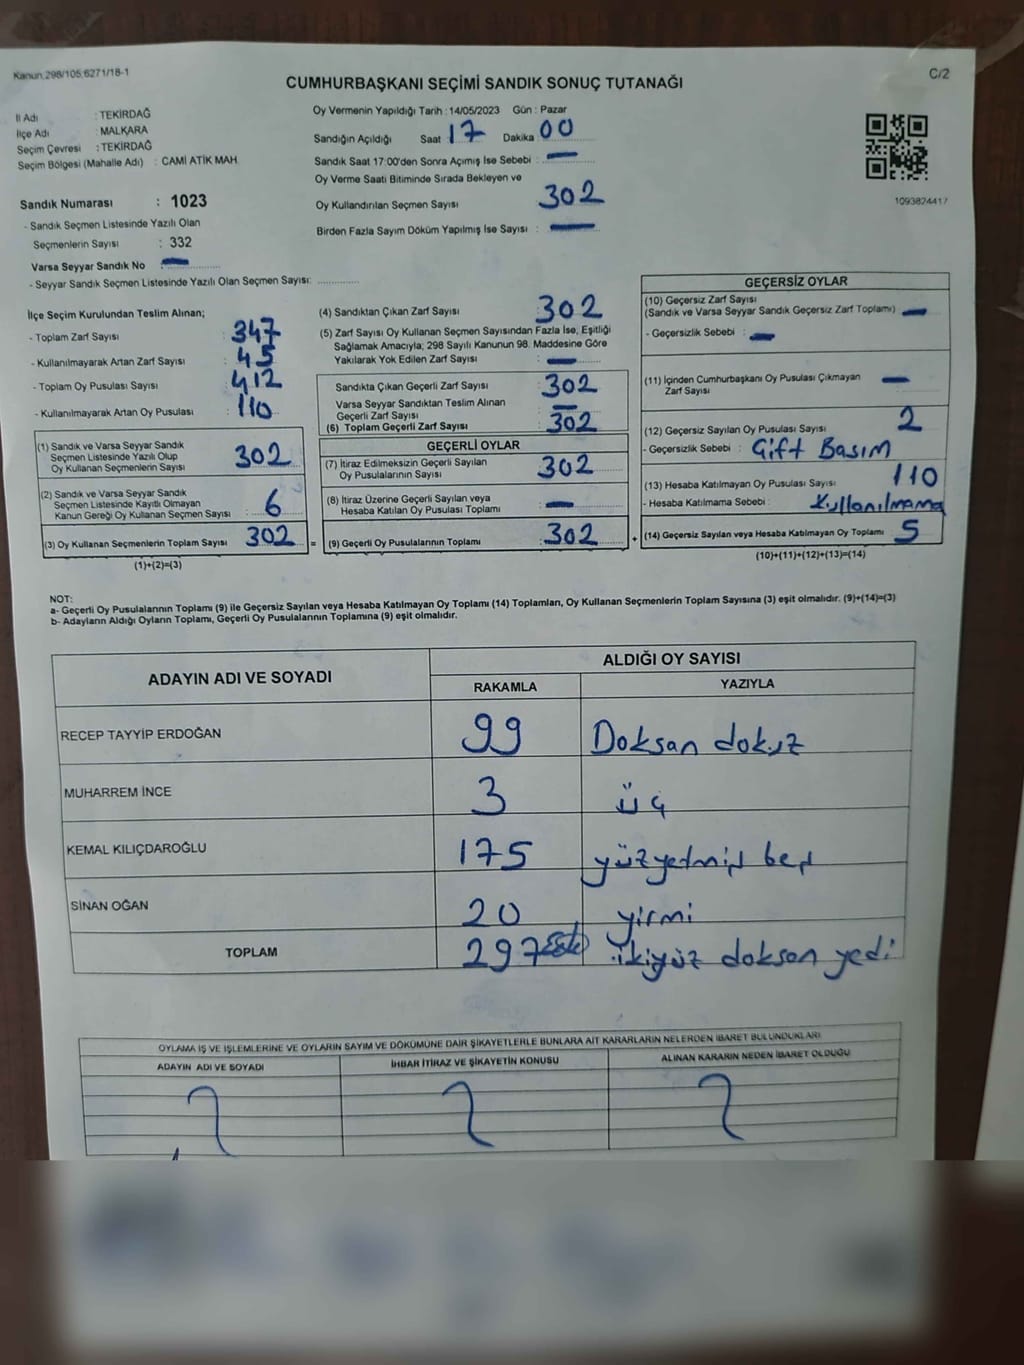 Kanun:298/105;6271/18-1
C/2
CUMHURBAŞKANI SEÇİMİ SANDIK SONUÇ TUTANAĞI
İl Adı : TEKİRDAĞ
İlçe Adı : MALKARA
Seçim Çevresi : TEKİRDAĞ
Seçim Bölgesi (Mahalle Adı) : CAMİ ATİK MAH.
Sandık Numarası : 1023
- Sandık Seçmen Listesinde Yazılı Olan
Seçmenlerin Sayısı : 332
Varsa Seyyar Sandık No
- Seyyar Sandık Seçmen Listesinde Yazılı Olan Seçmen Sayısı:
Oy Vermenin Yapıldığı Tarih : 14/05/2023 Gün : Pazar
Sandığın Açıldığı Saat 17 Dakika 00
Sandık Saat 17:00'den Sonra Açımış İse Sebebi :
Oy Verme Saati Bitiminde Sırada Bekleyen ve
Oy Kullandırılan Seçmen Sayısı 302
Birden Fazla Sayım Döküm Yapılmış İse Sayısı :
1093824417
İlçe Seçim Kurulundan Teslim Alınan;
- Toplam Zarf Sayısı : 347
- Kullanılmayarak Artan Zarf Sayısı : 45
- Toplam Oy Pusulası Sayısı : 412
- Kullanılmayarak Artan Oy Pusulası : 110
(1) Sandık ve Varsa Seyyar Sandık
Seçmen Listesinde Yazılı Olup
Oy Kullanan Seçmenlerin Sayısı 302
(2) Sandık ve Varsa Seyyar Sandık
Seçmen Listesinde Kayıtlı Olmayan
Kanun Gereği Oy Kullanan Seçmen Sayısı : 6
(3) Oy Kullanan Seçmenlerin Toplam Sayısı : 302 =
(1)+(2)=(3)
(4) Sandıktan Çıkan Zarf Sayısı : 302
(5) Zarf Sayısı Oy Kullanan Seçmen Sayısından Fazla İse, Eşitliği
Sağlamak Amacıyla; 298 Sayılı Kanunun 98. Maddesine Göre
Yakılarak Yok Edilen Zarf Sayısı :
Sandıkta Çıkan Geçerli Zarf Sayısı : 302
Varsa Seyyar Sandıktan Teslim Alınan
Geçerli Zarf Sayısı :
(6) Toplam Geçerli Zarf Sayısı : 302
GEÇERLİ OYLAR
(7) İtiraz Edilmeksizin Geçerli Sayılan
Oy Pusulalarının Sayısı : 302
(8) İtiraz Üzerine Geçerli Sayılan veya
Hesaba Katılan Oy Pusulası Toplamı :
(9) Geçerli Oy Pusulalarının Toplamı : 302 +
GEÇERSİZ OYLAR
(10) Geçersiz Zarf Sayısı
(Sandık ve Varsa Seyyar Sandık Geçersiz Zarf Toplamı) :
- Geçersizlik Sebebi :
(11) İçinden Cumhurbaşkanı Oy Pusulası Çıkmayan
Zarf Sayısı :
(12) Geçersiz Sayılan Oy Pusulası Sayısı : 2
- Geçersizlik Sebebi : Çift Basım
(13) Hesaba Katılmayan Oy Pusulası Sayısı : 110
- Hesaba Katılmama Sebebi : Kullanılmama
(14) Geçersiz Sayılan veya Hesaba Katılmayan Oy Toplamı : 5
(10)+(11)+(12)+(13)=(14)
NOT:
a- Geçerli Oy Pusulalarının Toplamı (9) ile Geçersiz Sayılan veya Hesaba Katılmayan Oy Toplamı (14) Toplamları, Oy Kullanan Seçmenlerin Toplam Sayısına (3) eşit olmalıdır. (9)+(14)=(3)
b- Adayların Aldığı Oyların Toplamı, Geçerli Oy Pusulalarının Toplamına (9) eşit olmalıdır.
ADAYIN ADI VE SOYADI ALDIĞI OY SAYISI
RAKAMLA YAZIYLA
RECEP TAYYİP ERDOĞAN 99 Doksan dokuz
MUHARREM İNCE 3 üç
KEMAL KILIÇDAROĞLU 175 yüzyetmiş beş
SİNAN OĞAN 20 yirmi
TOPLAM 297 ikiyüz doksan yedi
OYLAMA İŞ VE İŞLEMLERİNE VE OYLARIN SAYIM VE DÖKÜMÜNE DAİR ŞİKAYETLERLE BUNLARA AİT KARARLARIN NELERDEN İBARET BULUNDUKLARI
ADAYIN ADI VE SOYADI İHBAR İTİRAZ VE ŞİKAYETİN KONUSU ALINAN KARARIN NEDEN İBARET OLDUĞU